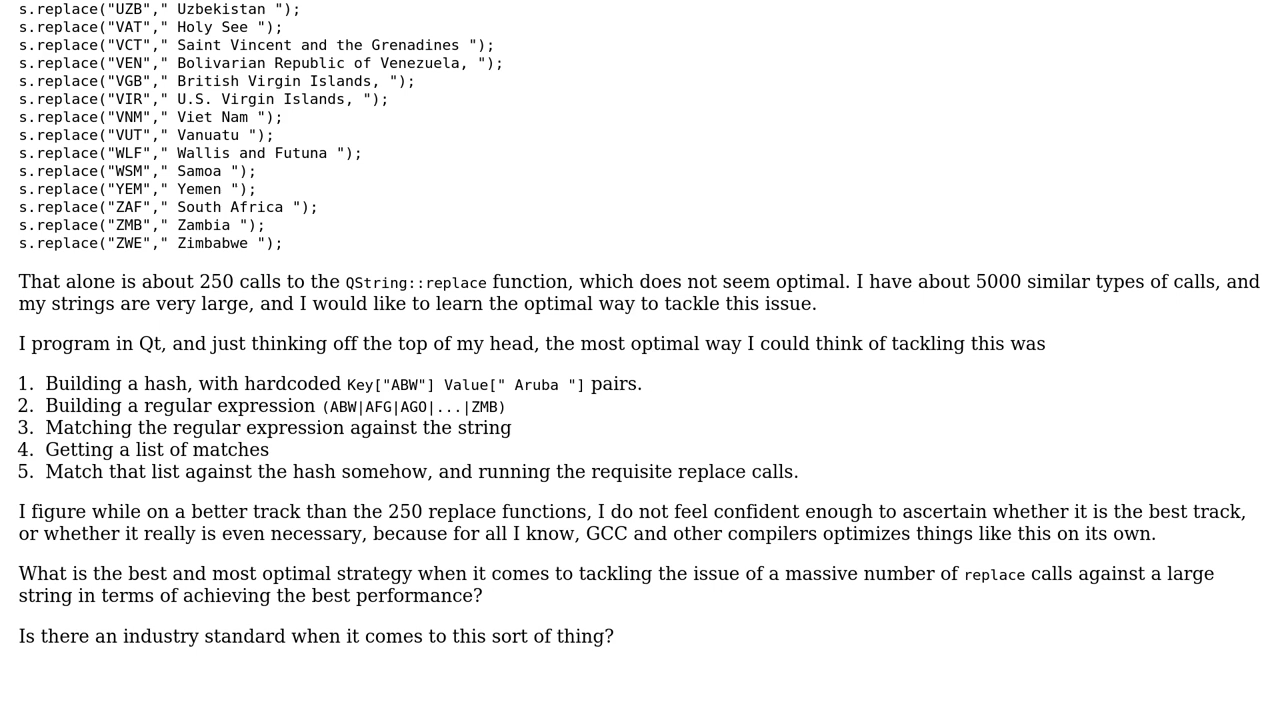 s.replace("UZB"," Uzbekistan ");
s.replace("VAT"," Holy See ");
s.replace("VCT"," Saint Vincent and the Grenadines ");
s.replace("VEN"," Bolivarian Republic of Venezuela, ");
s.replace("VGB"," British Virgin Islands, ");
s.replace("VIR"," U.S. Virgin Islands, ");
s.replace("VNM"," Viet Nam ");
s.replace("VUT"," Vanuatu ");
s.replace("WLF"," Wallis and Futuna ");
s.replace("WSM"," Samoa ");
s.replace("YEM"," Yemen ");
s.replace("ZAF"," South Africa ");
s.replace("ZMB"," Zambia ");
s.replace("ZWE"," Zimbabwe ");
That alone is about 250 calls to the QString::replace function, which does not seem optimal. I have about 5000 similar types of calls, and
my strings are very large, and I would like to learn the optimal way to tackle this issue.
I program in Qt, and just thinking off the top of my head, the most optimal way I could think of tackling this was
1. Building a hash, with hardcoded Key["ABW"] Value[" Aruba "] pairs.
2. Building a regular expression (ABW|AFG|AGO|...|ZMB)
3. Matching the regular expression against the string
4. Getting a list of matches
5. Match that list against the hash somehow, and running the requisite replace calls.
I figure while on a better track than the 250 replace functions, I do not feel confident enough to ascertain whether it is the best track,
or whether it really is even necessary, because for all I know, GCC and other compilers optimizes things like this on its own.
What is the best and most optimal strategy when it comes to tackling the issue of a massive number of replace calls against a large
string in terms of achieving the best performance?
Is there an industry standard when it comes to this sort of thing?